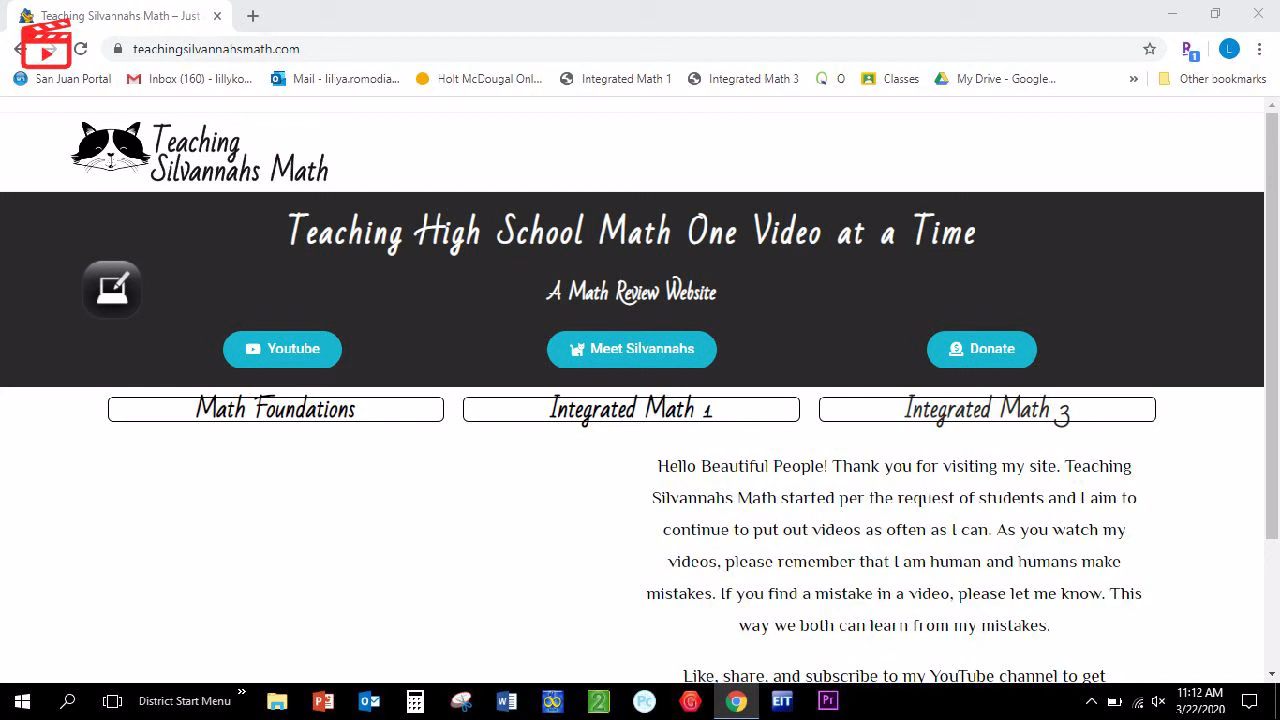 Teaching Silvannahs Math – Just
teachingsilvannahsmath.com
L
1
San Juan Portal
Inbox (160) - lillyko...
Mail - lilya.romodia...
Holt McDougal Onl...
Integrated Math 1
Integrated Math 3
Q 0
Classes
My Drive - Google...
»
Other bookmarks
Teaching
Silvannahs Math
Teaching High School Math One Video at a Time
A Math Review Website
Youtube
Meet Silvannahs
Donate
Math Foundations
Integrated Math 1
Integrated Math 3
Hello Beautiful People! Thank you for visiting my site. Teaching
Silvannahs Math started per the request of students and I aim to
continue to put out videos as often as I can. As you watch my
videos, please remember that I am human and humans make
mistakes. If you find a mistake in a video, please let me know. This
way we both can learn from my mistakes.
Like, share, and subscribe to my YouTube channel to get
District Start Menu
»
2
Pc
G
EIT
Pr
11:12 AM
3/22/2020